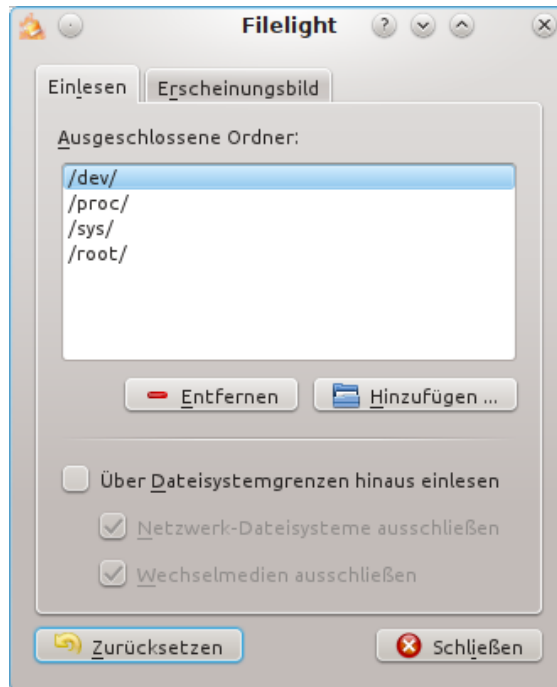 Filelight
Einlesen Erscheinungsbild
Ausgeschlossene Ordner:
/dev/
/proc/
/sys/
/root/
Entfernen Hinzufügen ...
Über Dateisystemgrenzen hinaus einlesen
Netzwerk-Dateisysteme ausschließen
Wechselmedien ausschließen
Zurücksetzen Schließen